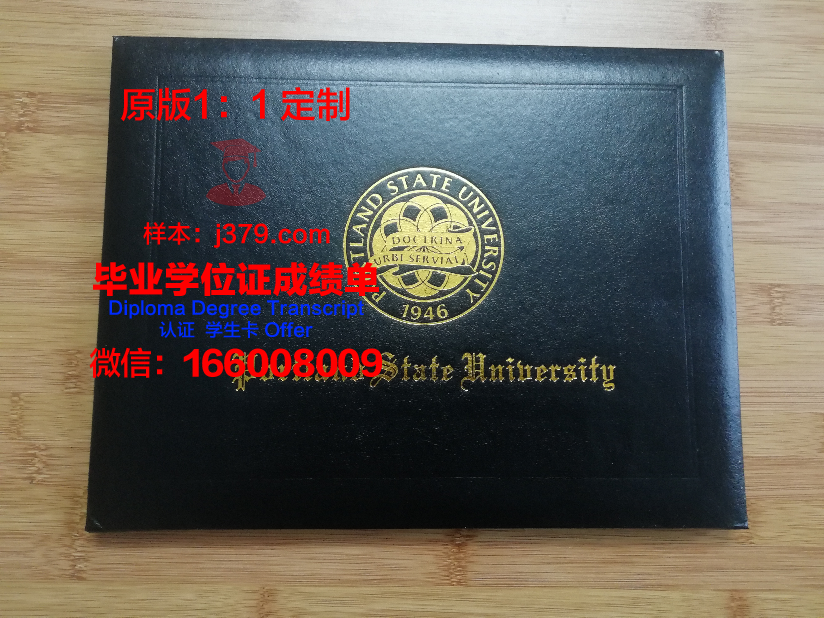 原版1：1 定制
样本：j379.com
毕业学位证成绩单
Diploma Degree Transcript
认证 学生卡 Offer
微信：166008009
PORTLAND STATE UNIVERSITY
DOCTRINA
URBI SERVIAT
1946
Portland State University